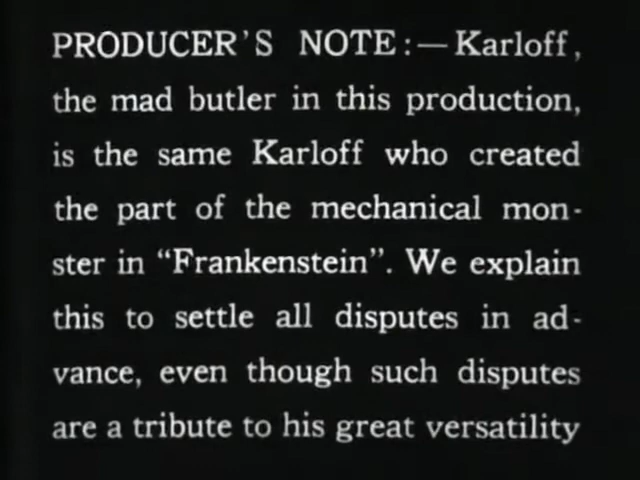 PRODUCER'S NOTE:—Karloff,
the mad butler in this production,
is the same Karloff who created
the part of the mechanical mon-
ster in “Frankenstein”. We explain
this to settle all disputes in ad-
vance, even though such disputes
are a tribute to his great versatility